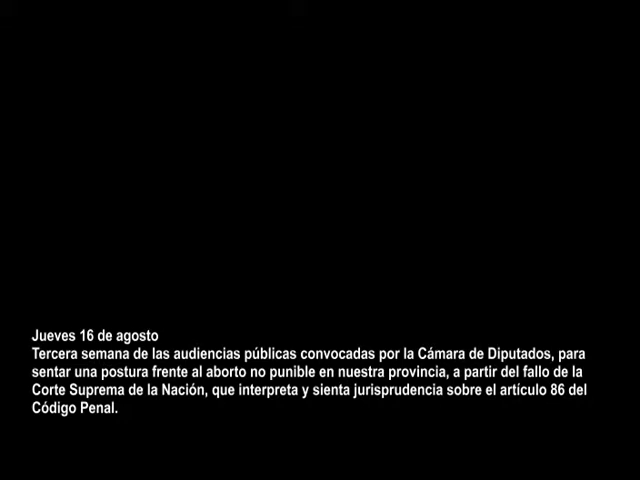 Jueves 16 de agosto
Tercera semana de las audiencias públicas convocadas por la Cámara de Diputados, para
sentar una postura frente al aborto no punible en nuestra provincia, a partir del fallo de la
Corte Suprema de la Nación, que interpreta y sienta jurisprudencia sobre el artículo 86 del
Código Penal.